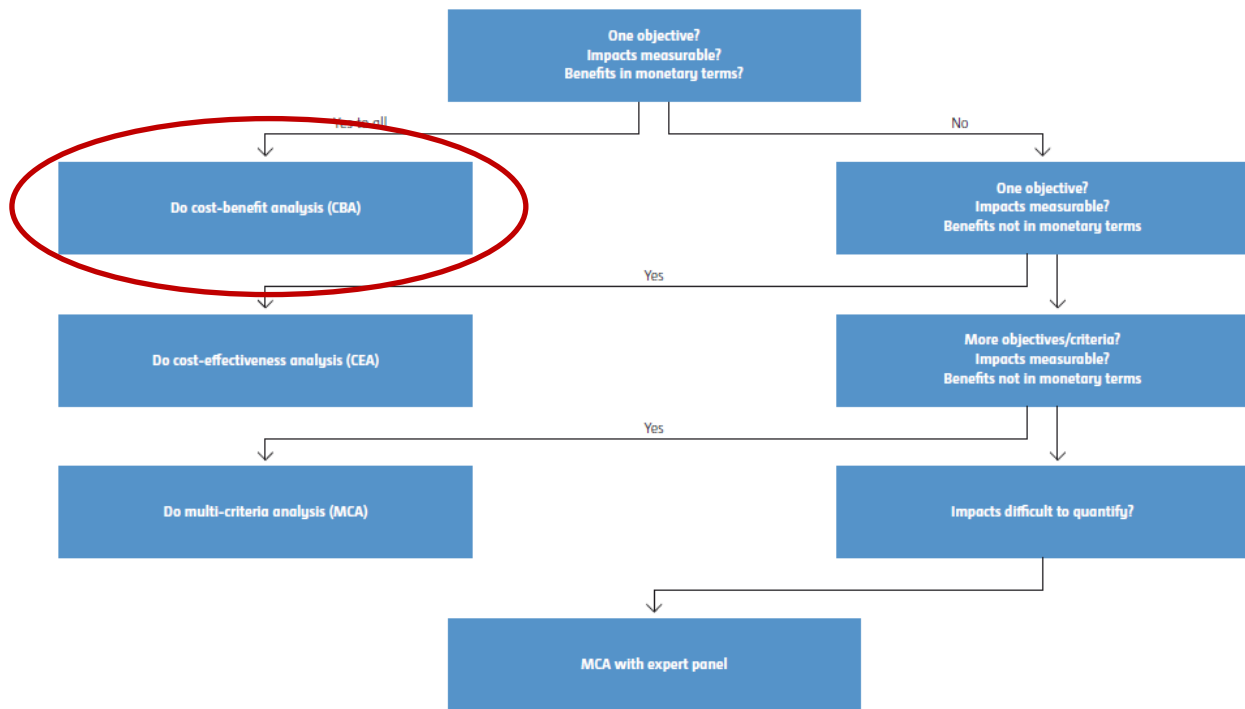 One objective?
Impacts measurable?
Benefits in monetary terms?
Yes to all
No
Do cost-benefit analysis (CBA)
One objective?
Impacts measurable?
Benefits not in monetary terms
Yes
Do cost-effectiveness analysis (CEA)
More objectives/criteria?
Impacts measurable?
Benefits not in monetary terms
Yes
Do multi-criteria analysis (MCA)
Impacts difficult to quantify?
MCA with expert panel